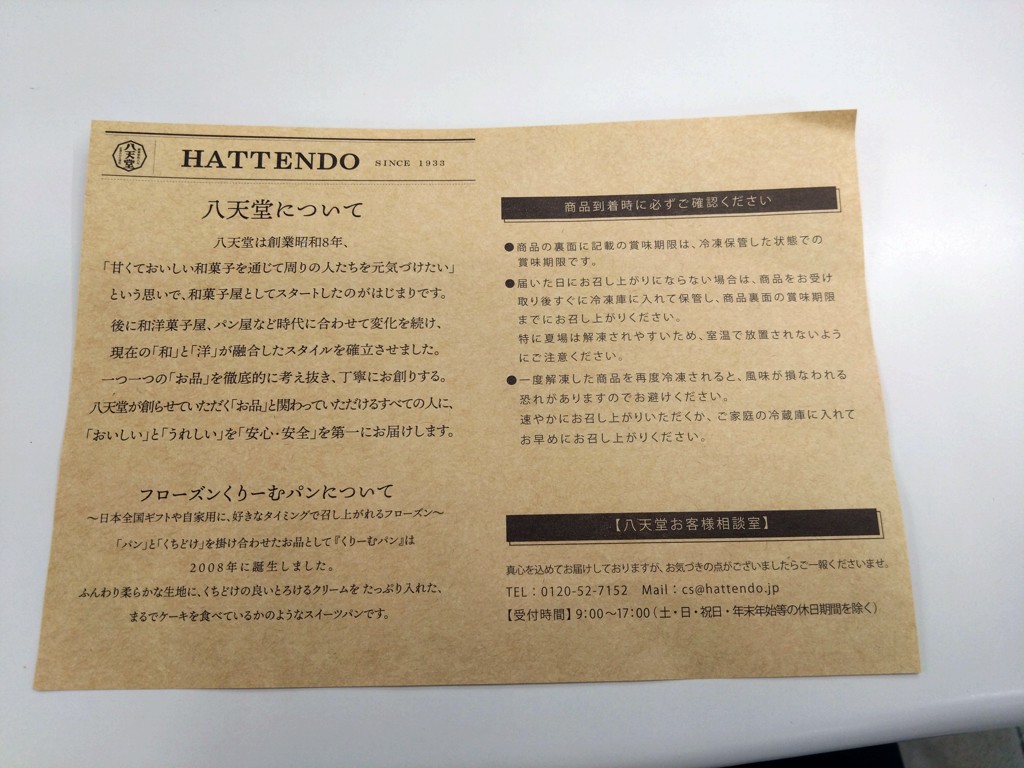 八天堂
HATTENDO SINCE 1933
八天堂について
八天堂は創業昭和8年、
「甘くておいしい和菓子を通じて周りの人たちを元気づけたい」
という思いで、和菓子屋としてスタートしたのがはじまりです。
後に和洋菓子屋、パン屋など時代に合わせて変化を続け、
現在の「和」と「洋」が融合したスタイルを確立させました。
一つ一つの「お品」を徹底的に考え抜き、丁寧にお創りする。
八天堂が創らせていただく「お品」と関わっていただけるすべての人に、
「おいしい」と「うれしい」を「安心・安全」を第一にお届けします。
フローズンくりーむパンについて
～日本全国ギフトや自家用に、好きなタイミングで召し上がれるフローズン～
「パン」と「くちどけ」を掛け合わせたお品として『くりーむパン』は
2008年に誕生しました。
ふんわり柔らかな生地に、くちどけの良いとろけるクリームを たっぷり入れた、
まるでケーキを食べているかのようなスイーツパンです。
商品到着時に必ずご確認ください
●商品の裏面に記載の賞味期限は、冷凍保管した状態での
賞味期限です。
●届いた日にお召し上がりにならない場合は、商品をお受け
取り後すぐに冷凍庫に入れて保管し、商品裏面の賞味期限
までにお召し上がりください。
特に夏場は解凍されやすいため、室温で放置されないよう
にご注意ください。
●一度解凍した商品を再度冷凍されると、風味が損なわれる
恐れがありますのでお避けください。
速やかにお召し上がりいただくか、ご家庭の冷蔵庫に入れて
お早めにお召し上がりください。
【八天堂お客様相談室】
真心を込めてお届けしておりますが、お気づきの点がございましたらご一報くださいませ。
TEL：0120-52-7152 Mail：cs@hattendo.jp
【受付時間】9:00～17:00（土・日・祝日・年末年始等の休日期間を除く）